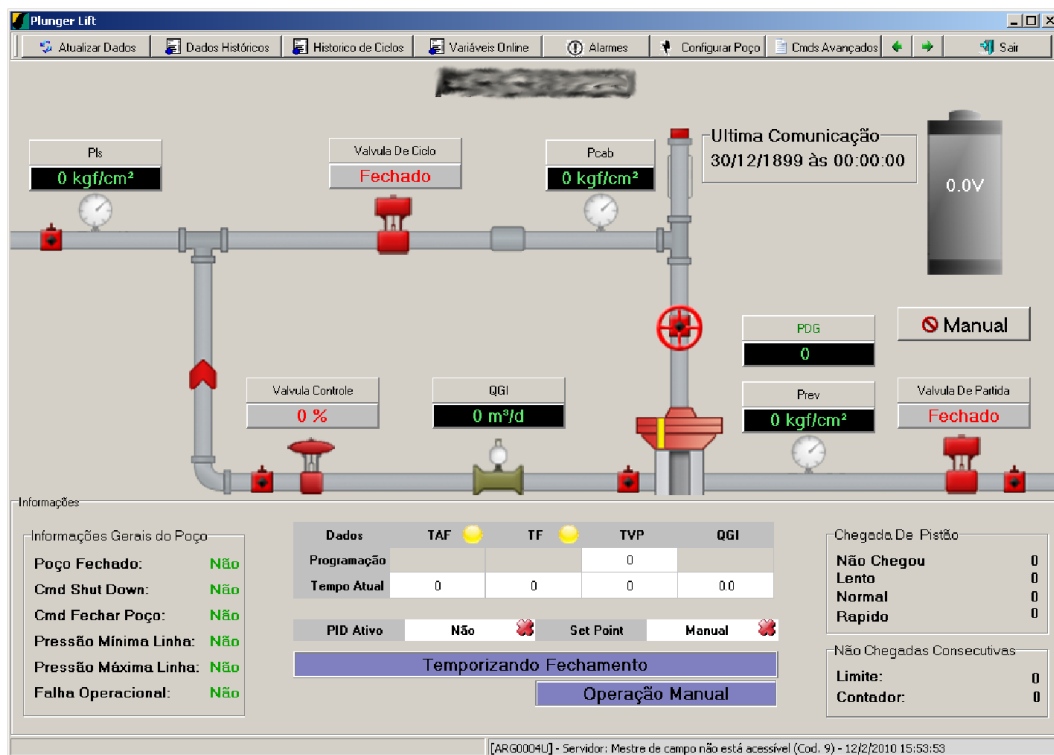 Plunger Lift
Atualizar Dados Dados Históricos Historico de Ciclos Variáveis Online Alarmes Configurar Poço Cmds Avançados Sair
Ultima Comunicação
30/12/1899 às 00:00:00
Pls
0 kgf/cm²
Valvula De Ciclo
Fechado
Pcab
0 kgf/cm²
0.0V
PDG
0
Manual
Valvula Controle
0 %
QGI
0 m³/d
Prev
0 kgf/cm²
Valvula De Partida
Fechado
Informações
Informações Gerais do Poço
Poço Fechado: Não
Cmd Shut Down: Não
Cmd Fechar Poço: Não
Pressão Mínima Linha: Não
Pressão Máxima Linha: Não
Falha Operacional: Não
Dados TAF TF TVP QGI
Programação 0
Tempo Atual 0 0 0 0.0
PID Ativo Não Set Point Manual
Temporizando Fechamento
Operação Manual
Chegada De Pistão
Não Chegou 0
Lento 0
Normal 0
Rapido 0
Não Chegadas Consecutivas
Limite: 0
Contador: 0
[ARG0004U] - Servidor: Mestre de campo não está acessível (Cod. 9) - 12/2/2010 15:53:53